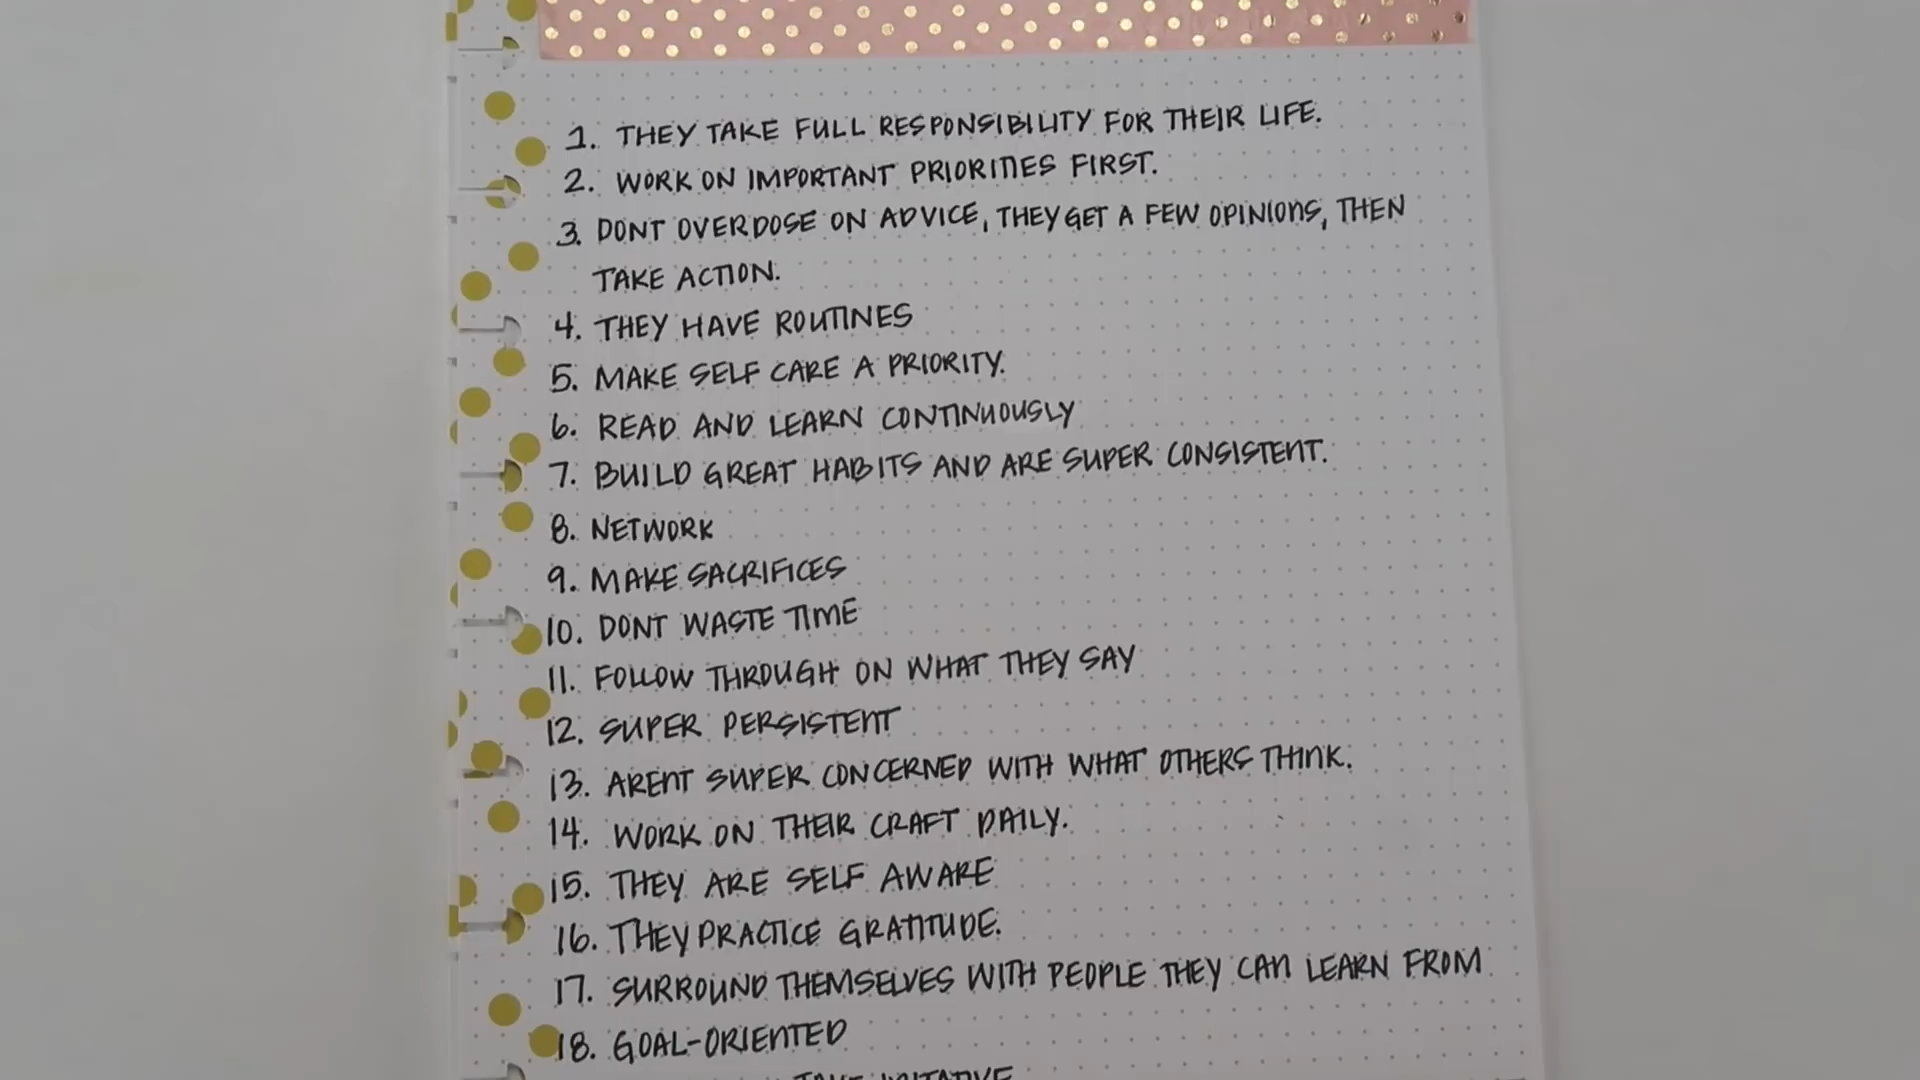 1. THEY TAKE FULL RESPONSIBILITY FOR THEIR LIFE.
2. WORK ON IMPORTANT PRIORITIES FIRST.
3. DONT OVERDOSE ON ADVICE, THEY GET A FEW OPINIONS, THEN
TAKE ACTION.
4. THEY HAVE ROUTINES
5. MAKE SELF CARE A PRIORITY.
6. READ AND LEARN CONTINUOUSLY
7. BUILD GREAT HABITS AND ARE SUPER CONSISTENT.
8. NETWORK
9. MAKE SACRIFICES
10. DONT WASTE TIME
11. FOLLOW THROUGH ON WHAT THEY SAY
12. SUPER PERSISTENT
13. ARENT SUPER CONCERNED WITH WHAT OTHERS THINK.
14. WORK ON THEIR CRAFT DAILY.
15. THEY ARE SELF AWARE
16. THEY PRACTICE GRATITUDE.
17. SURROUND THEMSELVES WITH PEOPLE THEY CAN LEARN FROM
18. GOAL-ORIENTED
TAKE